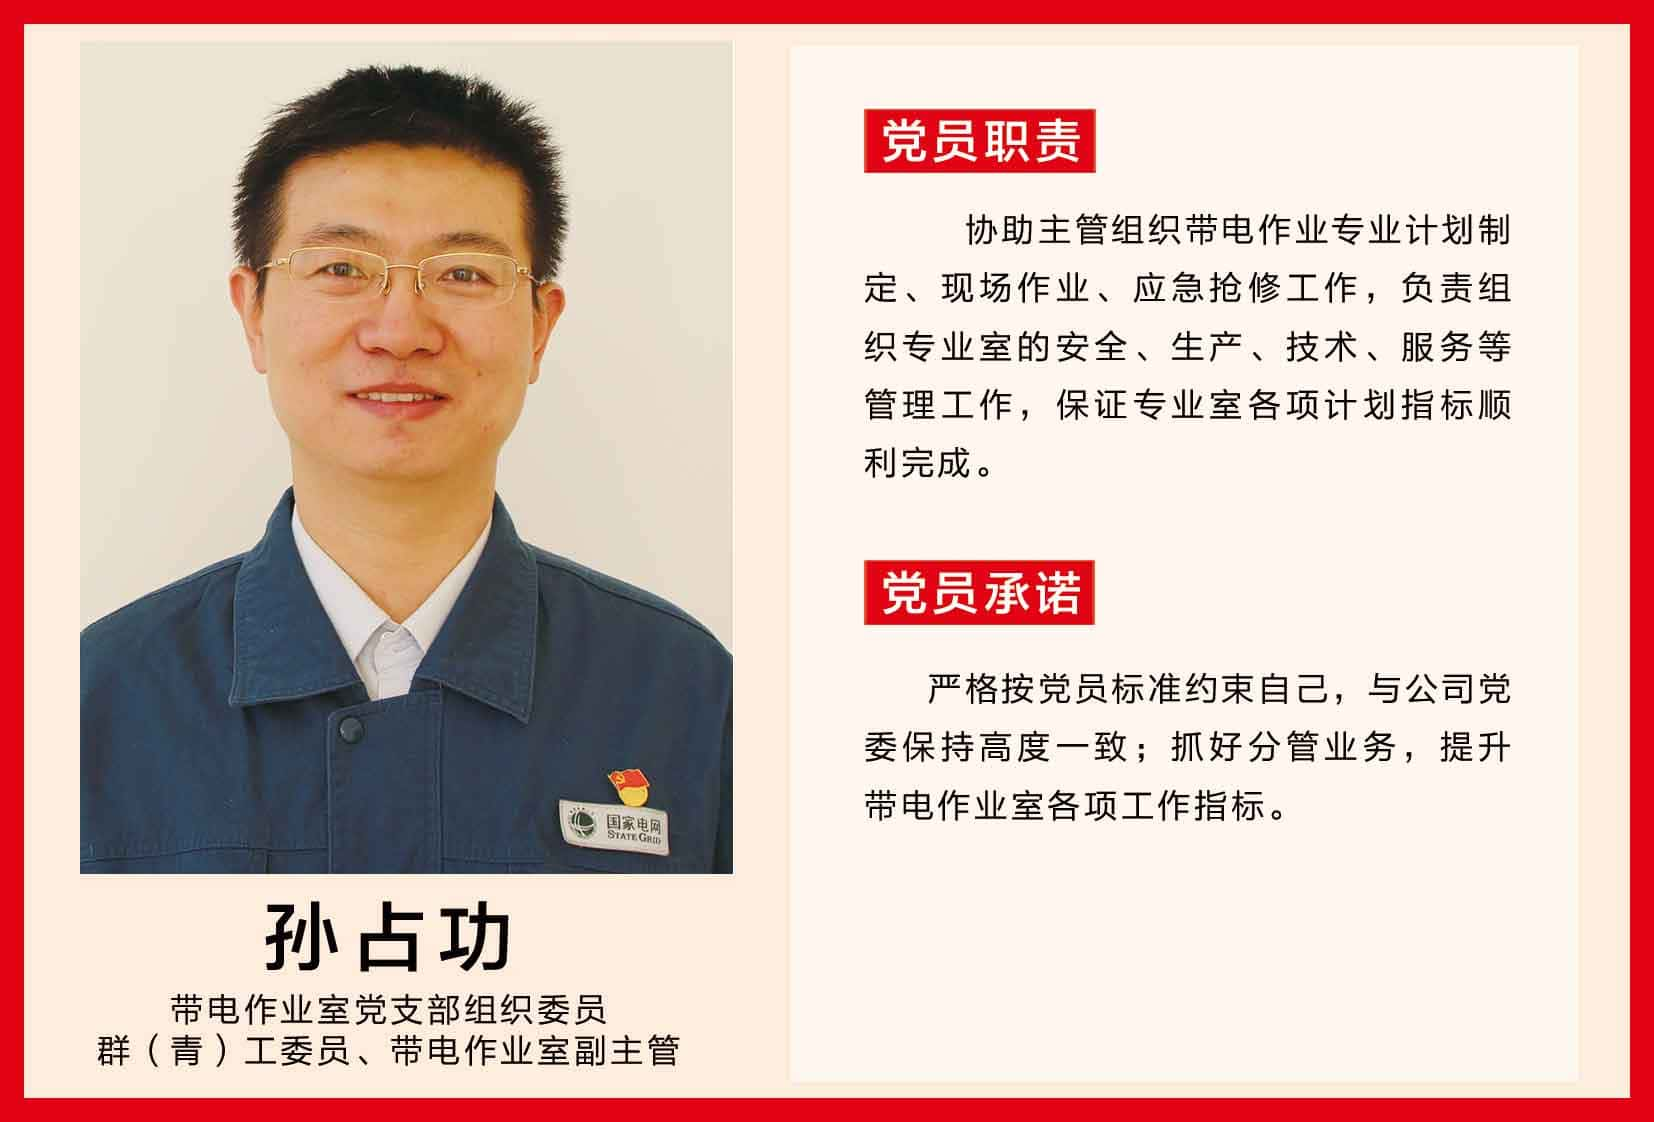 国家电网
STATE GRID
孙占功
带电作业室党支部组织委员
群（青）工委员、带电作业室副主管
党员职责
协助主管组织带电作业专业计划制
定、现场作业、应急抢修工作，负责组
织专业室的安全、生产、技术、服务等
管理工作，保证专业室各项计划指标顺
利完成。
党员承诺
严格按党员标准约束自己，与公司党
委保持高度一致；抓好分管业务，提升
带电作业室各项工作指标。